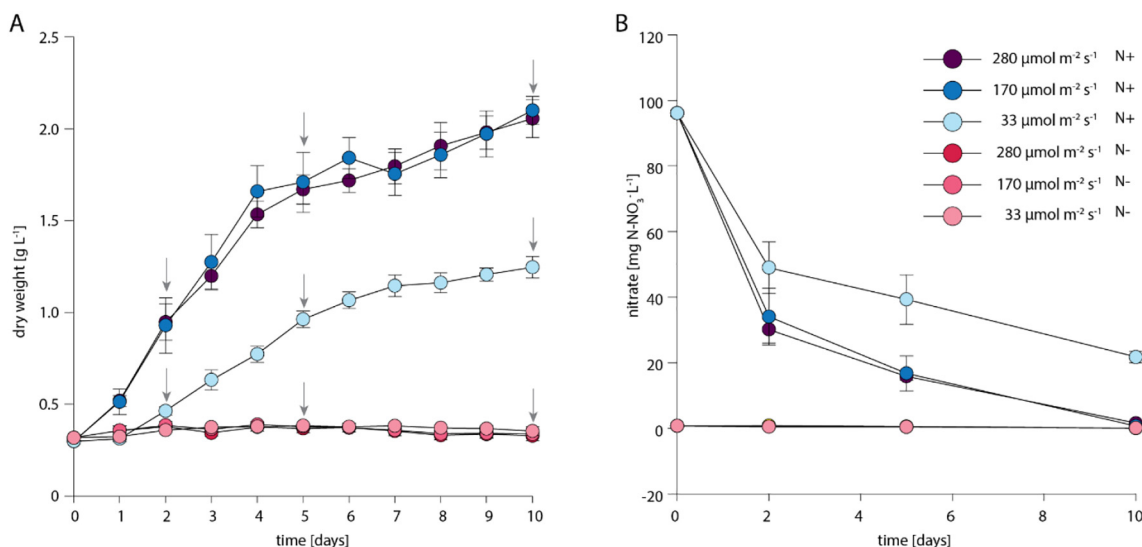 A
2.5
2.0
1.5
1.0
0.5
0
dry weight [g L⁻¹]
0 1 2 3 4 5 6 7 8 9 10
time [days]
B
120
100
80
60
40
20
0
-20
nitrate [mg N-NO₃⁻L⁻¹]
0 2 4 6 8 10
time [days]
280 µmol m⁻² s⁻¹ N+
170 µmol m⁻² s⁻¹ N+
33 µmol m⁻² s⁻¹ N+
280 µmol m⁻² s⁻¹ N-
170 µmol m⁻² s⁻¹ N-
33 µmol m⁻² s⁻¹ N-